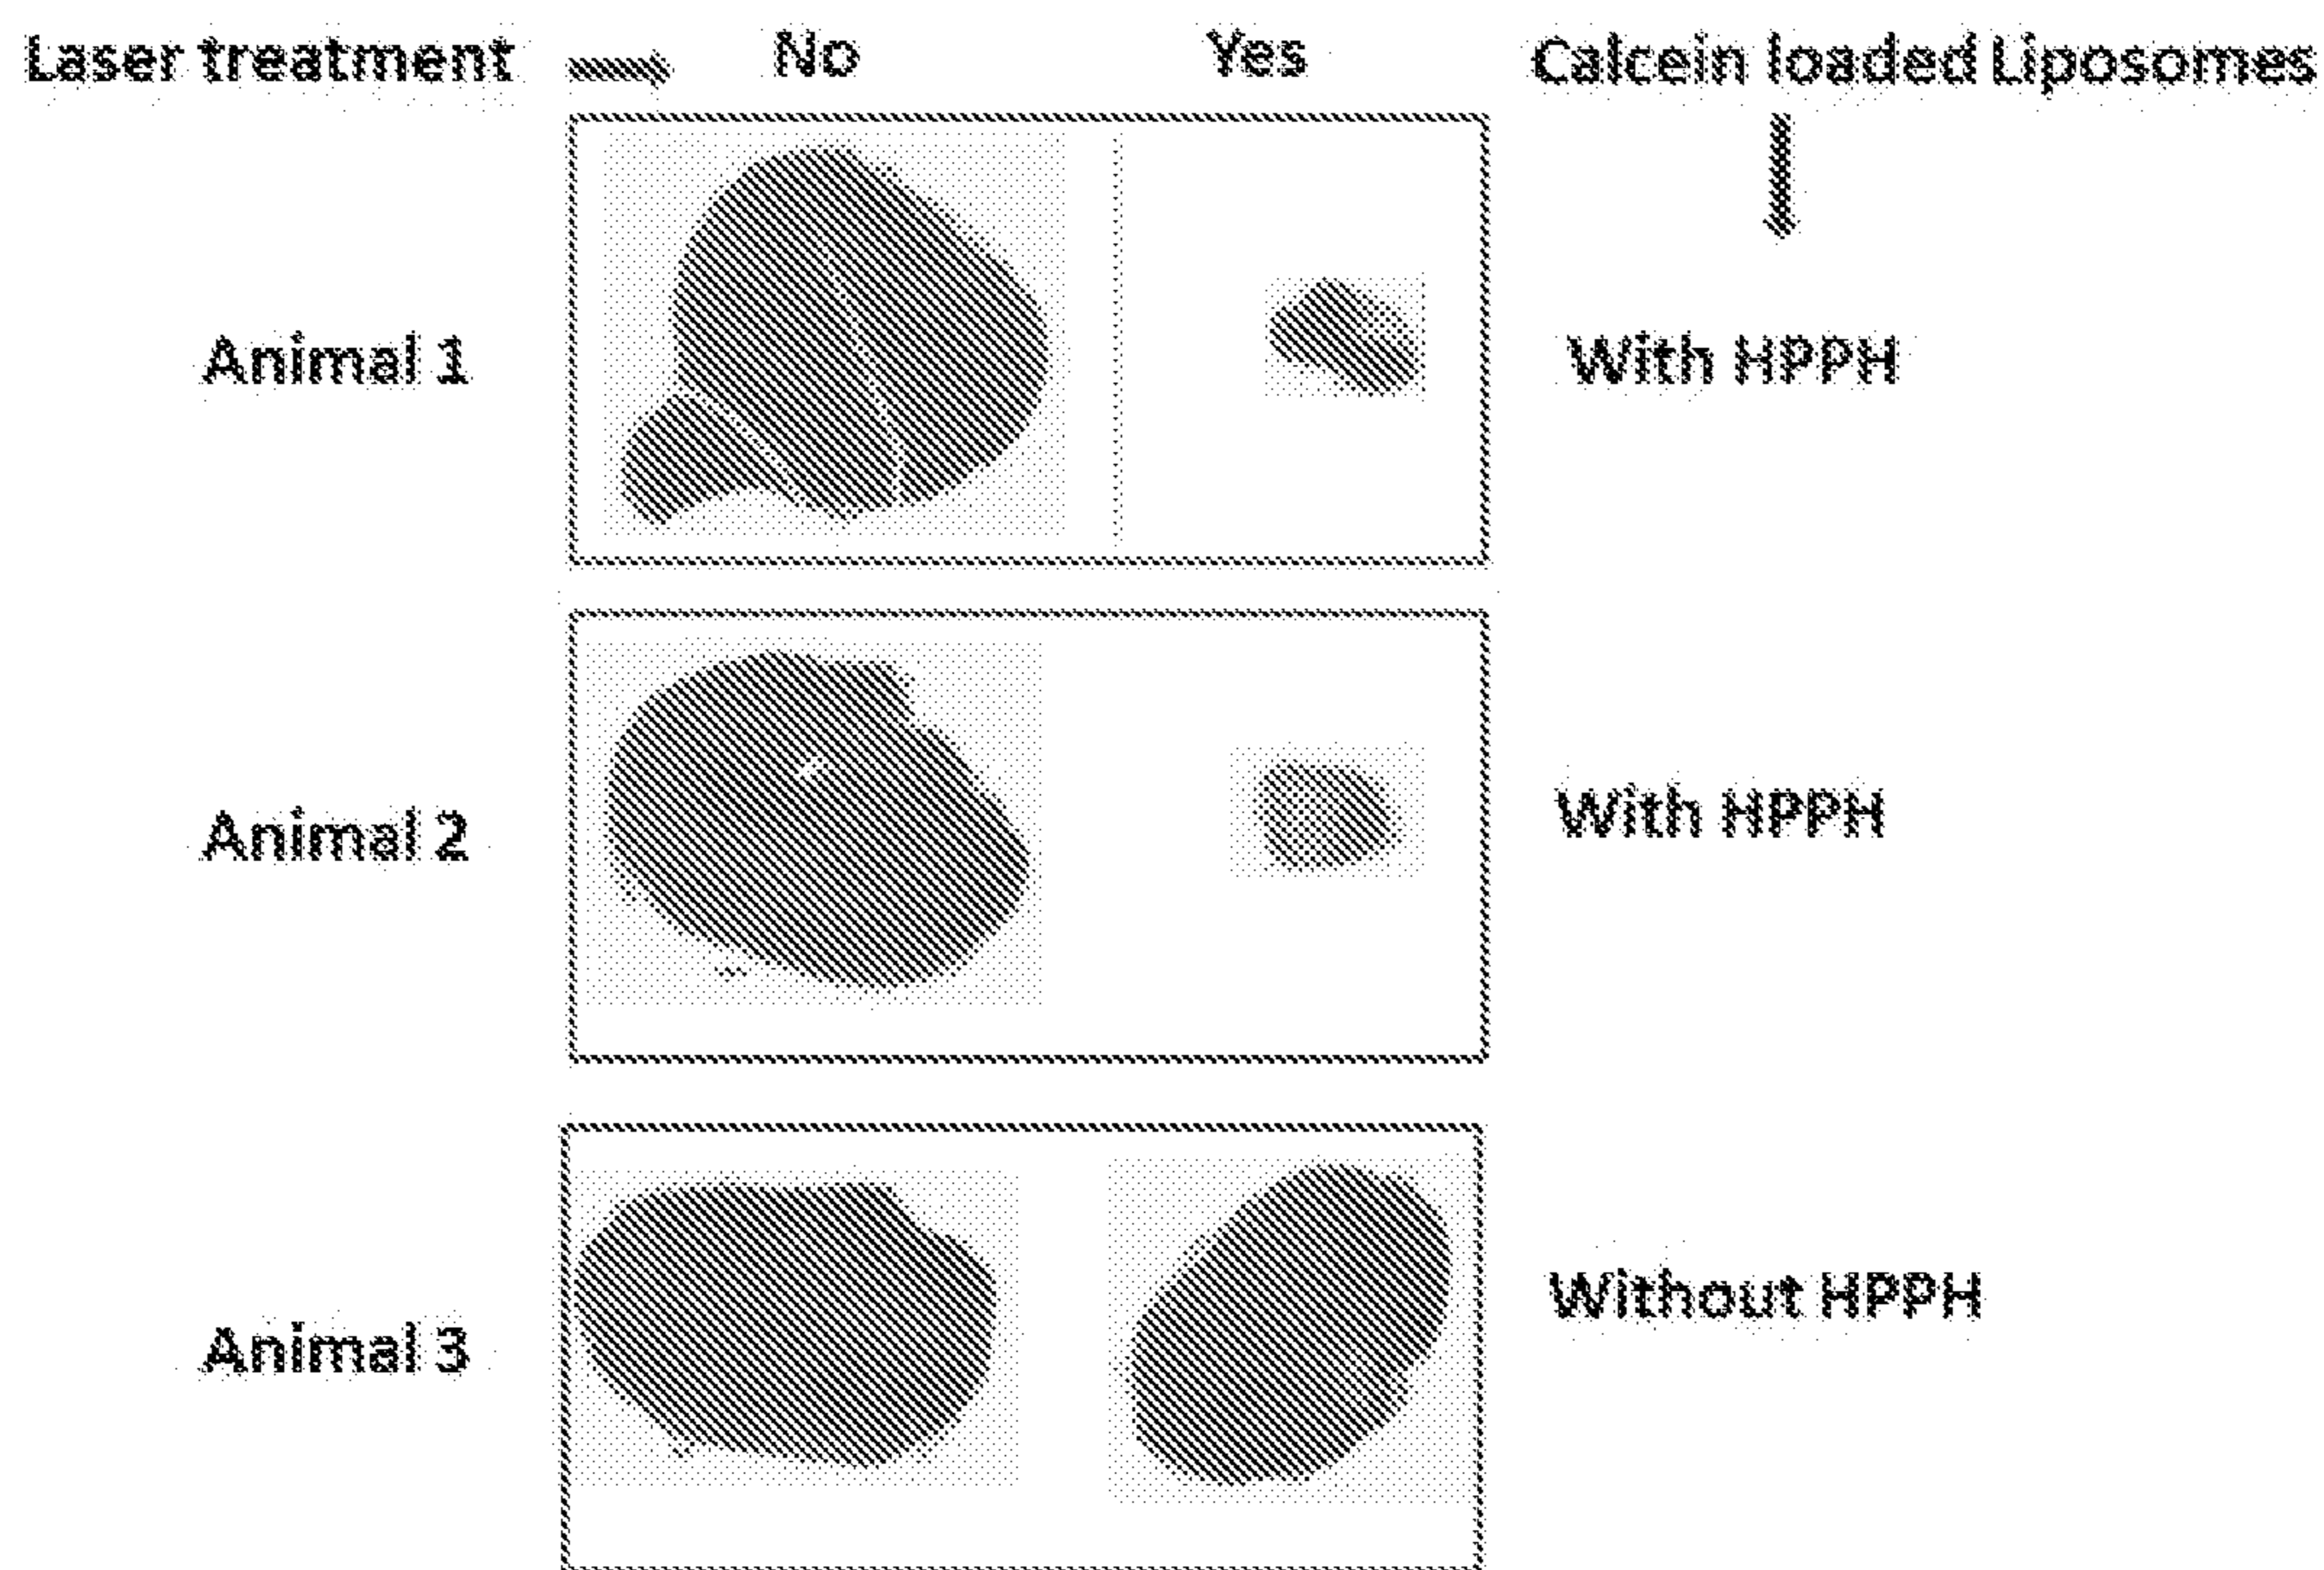 Laser treatment No Yes Calcein loaded Liposomes
Animal 1 With HPPH
Animal 2 With HPPH
Animal 3 Without HPPH